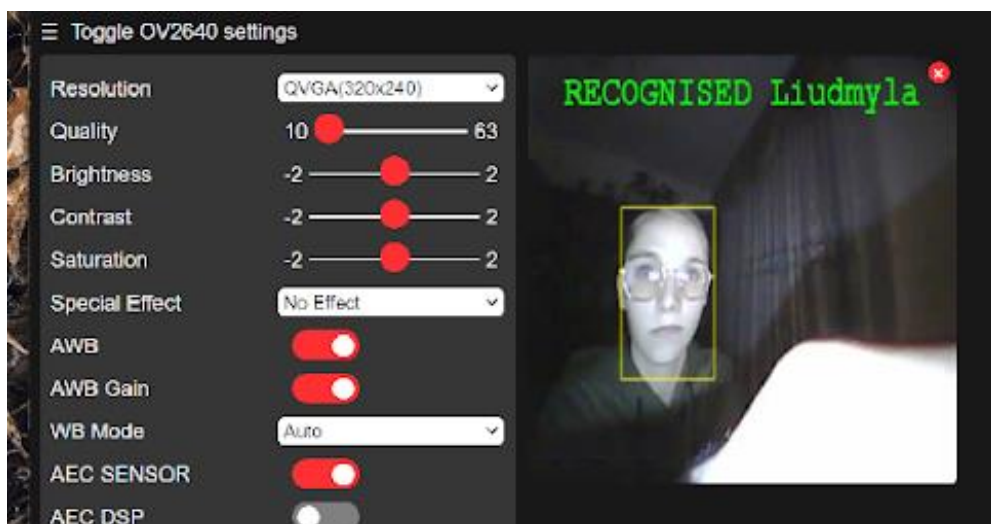 ☰ Toggle OV2640 settings
Resolution QVGA(320x240)
Quality 10 63
Brightness -2 2
Contrast -2 2
Saturation -2 2
Special Effect No Effect
AWB
AWB Gain
WB Mode Auto
AEC SENSOR
AEC DSP
RECOGNISED Liudmyla